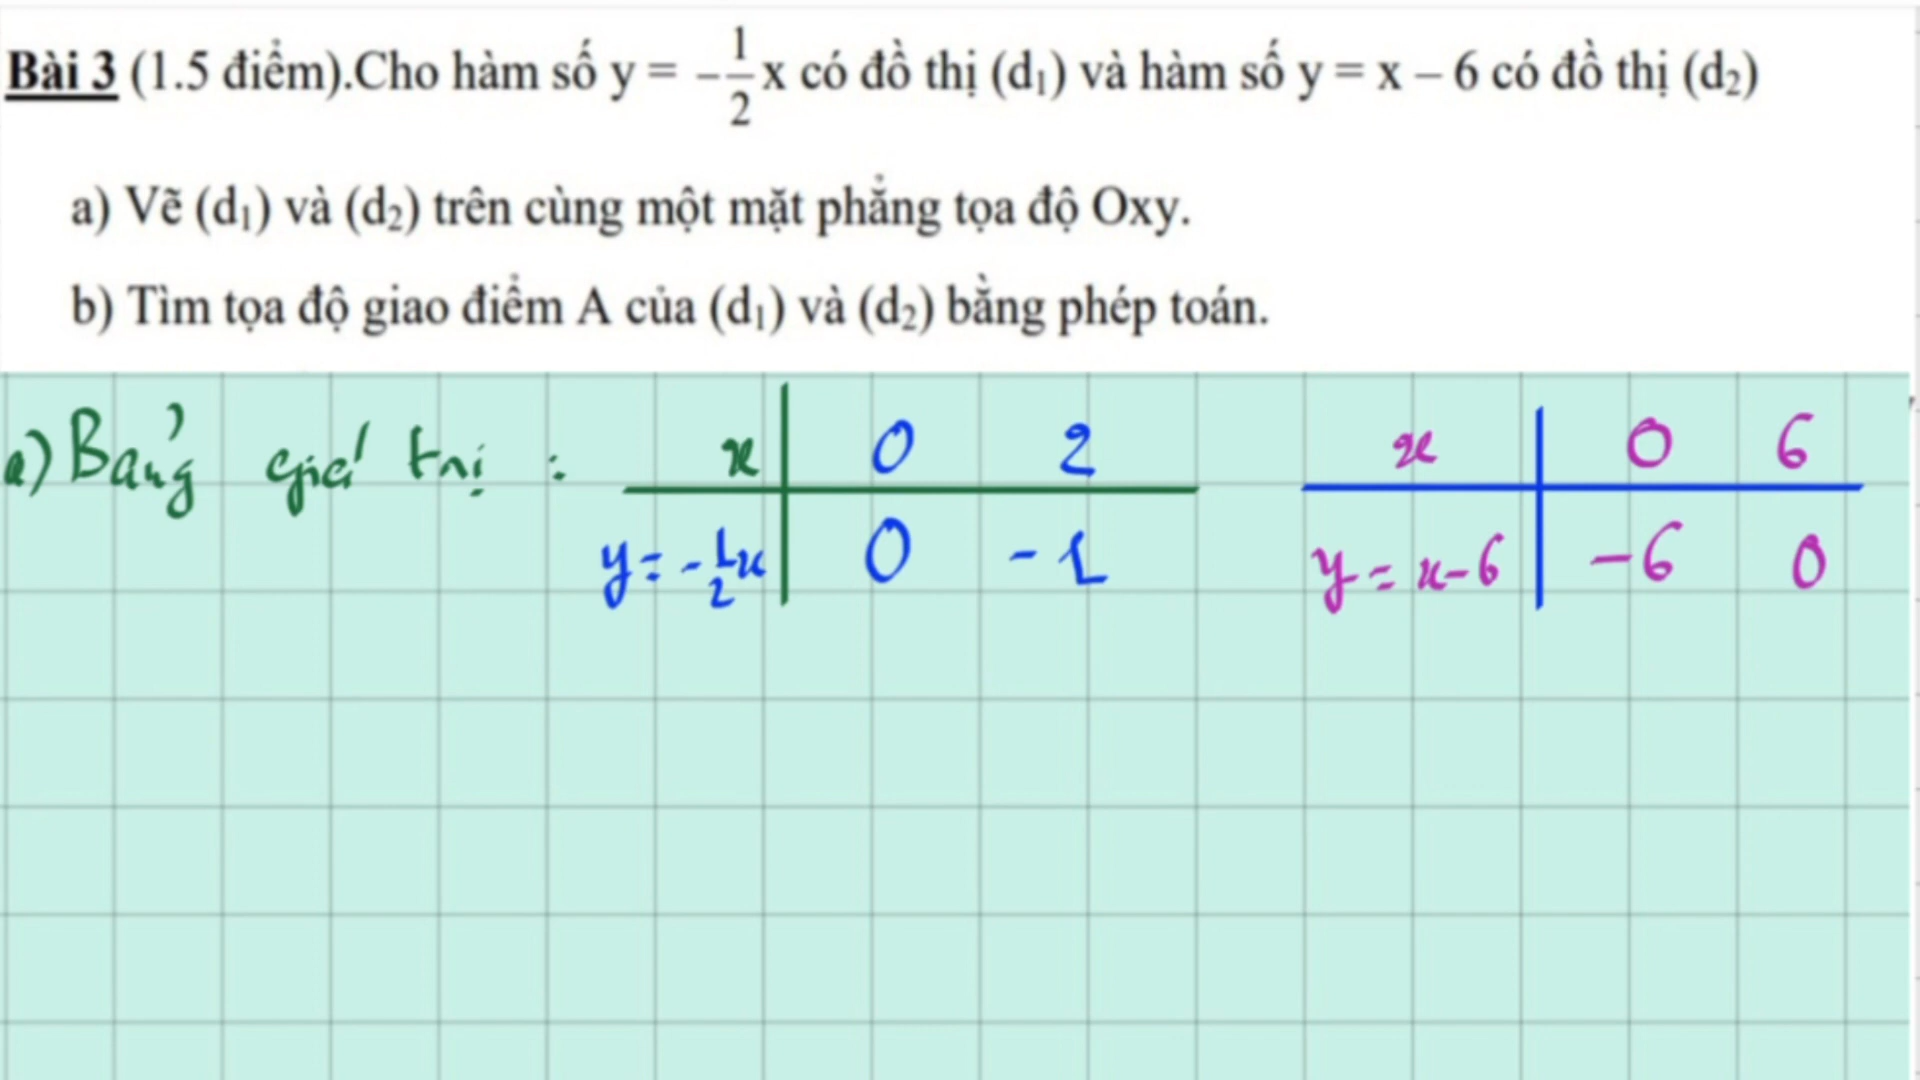 Bài 3 (1.5 điểm).Cho hàm số y = -1/2 x có đồ thị (d₁) và hàm số y = x – 6 có đồ thị (d₂)
a) Vẽ (d₁) và (d₂) trên cùng một mặt phẳng tọa độ Oxy.
b) Tìm tọa độ giao điểm A của (d₁) và (d₂) bằng phép toán.
a) Bảng giá trị : x 0 2 x 0 6
y = -1/2 x 0 -1 y = x-6 -6 0